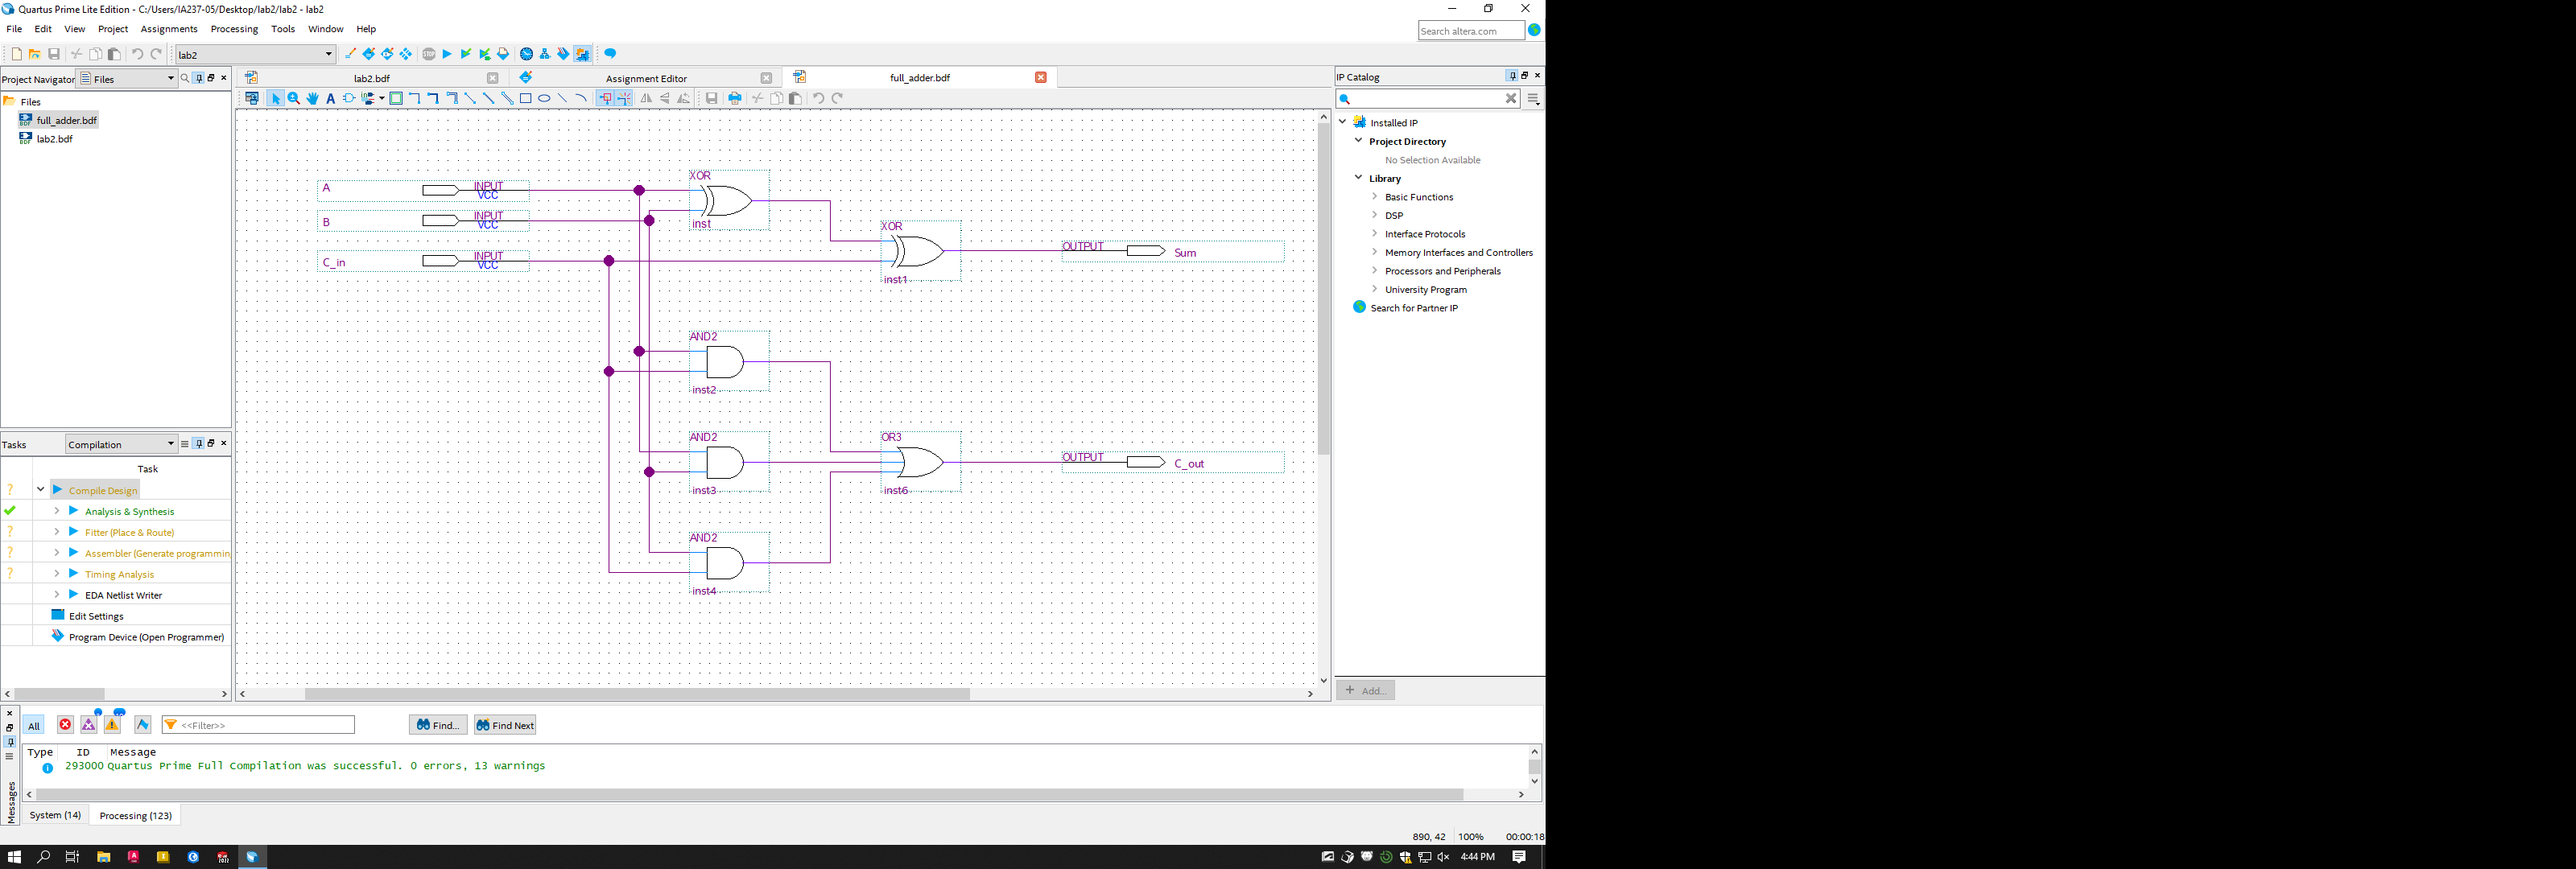 Quartus Prime Lite Edition - C:/Users/IA237-05/Desktop/lab2/lab2 - lab2
File Edit View Project Assignments Processing Tools Window Help
Search altera.com
lab2
Project Navigator Files
lab2.bdf
Assignment Editor
full_adder.bdf
IP Catalog
Files
full_adder.bdf
lab2.bdf
A INPUT VCC
B INPUT VCC
C_in INPUT VCC
XOR
inst
XOR
inst1
OUTPUT Sum
AND2
inst2
AND2
inst3
OR3
inst6
OUTPUT C_out
AND2
inst4
Installed IP
Project Directory
No Selection Available
Library
Basic Functions
DSP
Interface Protocols
Memory Interfaces and Controllers
Processors and Peripherals
University Program
Search for Partner IP
Add...
Tasks Compilation
Task
Compile Design
Analysis & Synthesis
Fitter (Place & Route)
Assembler (Generate programmin
Timing Analysis
EDA Netlist Writer
Edit Settings
Program Device (Open Programmer)
All <<Filter>> Find... Find Next
Type ID Message
293000 Quartus Prime Full Compilation was successful. 0 errors, 13 warnings
Messages
System (14) Processing (123)
890, 42 100% 00:00:18
4:44 PM